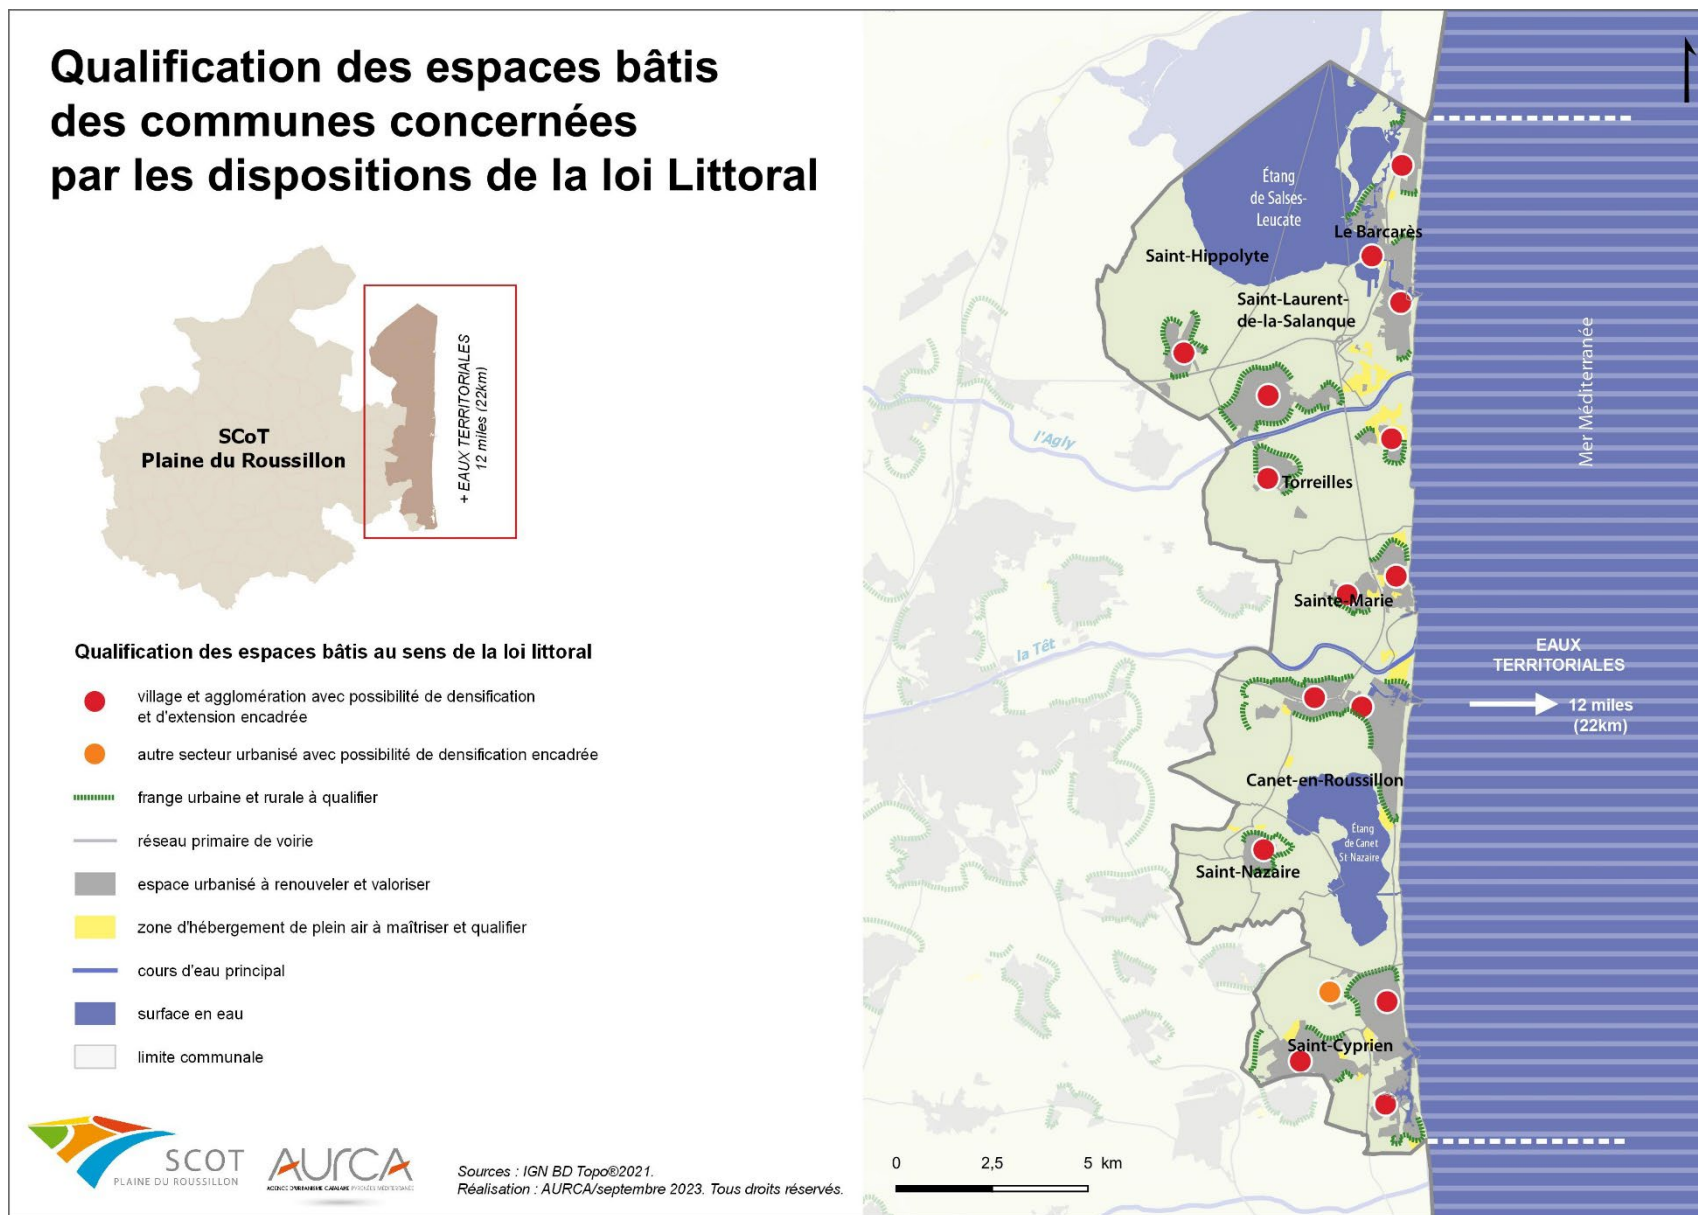 Qualification des espaces bâtis
des communes concernées
par les dispositions de la loi Littoral
SCoT
Plaine du Roussillon
+ EAUX TERRITORIALES
12 miles (22km)
Qualification des espaces bâtis au sens de la loi littoral
village et agglomération avec possibilité de densification
et d'extension encadrée
autre secteur urbanisé avec possibilité de densification encadrée
frange urbaine et rurale à qualifier
réseau primaire de voirie
espace urbanisé à renouveler et valoriser
zone d'hébergement de plein air à maîtriser et qualifier
cours d'eau principal
surface en eau
limite communale
SCOT
PLAINE DU ROUSSILLON
AURCA
AGENCE D'URBANISME CATALANE PYRÉNÉES MÉDITERRANÉE
Sources : IGN BD Topo®2021.
Réalisation : AURCA/septembre 2023. Tous droits réservés.
Étang
de Salses-
Leucate
Le Barcarès
Saint-Hippolyte
Saint-Laurent-
de-la-Salanque
Mer Méditerranée
l'Agly
Torreilles
Sainte-Marie
la Têt
EAUX
TERRITORIALES
12 miles
(22km)
Canet-en-Roussillon
Étang
de Canet
St Nazaire
Saint-Nazaire
Saint-Cyprien
0 2,5 5 km